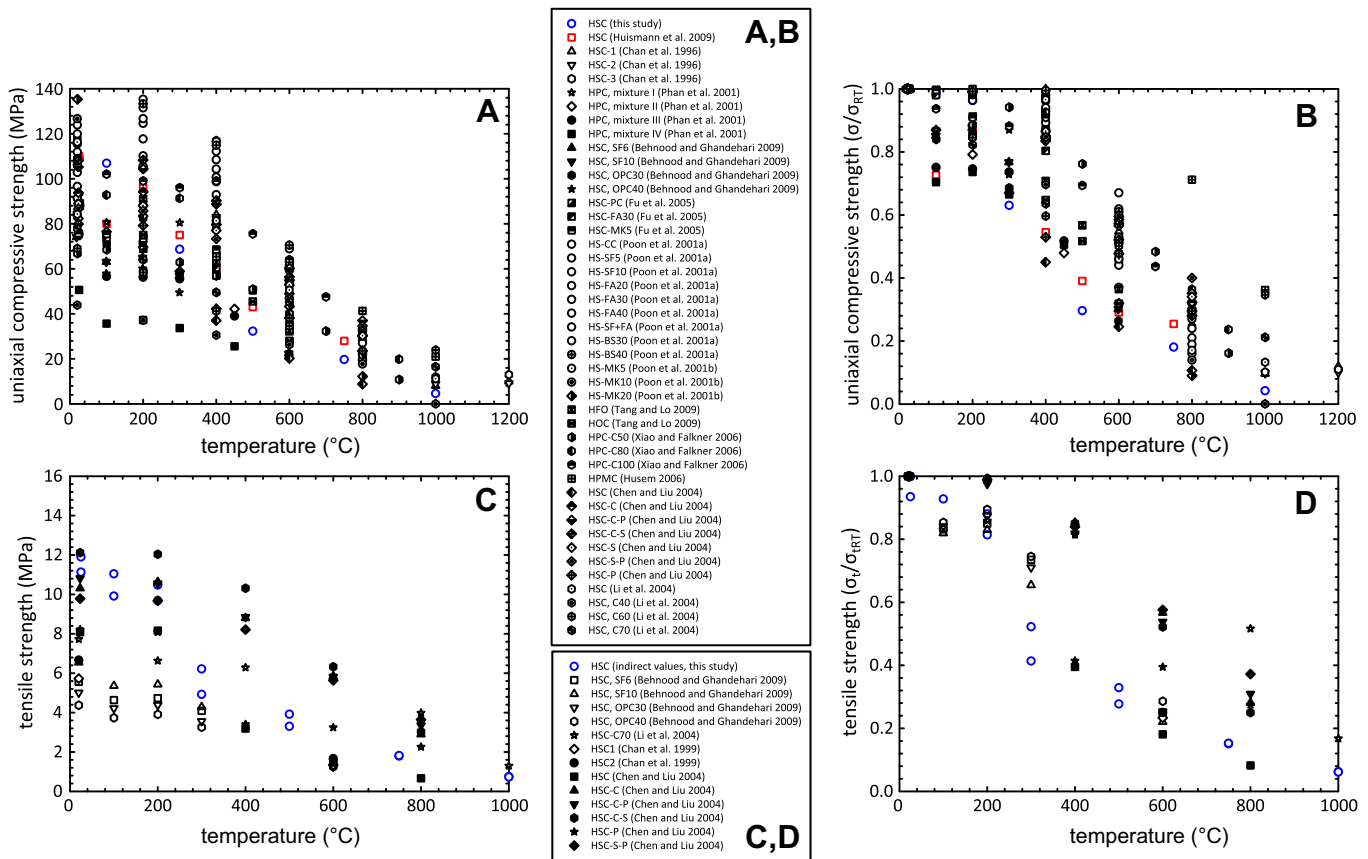 A
uniaxial compressive strength (MPa)
140
120
100
80
60
40
20
0
0 200 400 600 800 1000 1200
temperature (°C)
A,B
HSC (this study)
HSC (Huismann et al. 2009)
HSC-1 (Chan et al. 1996)
HSC-2 (Chan et al. 1996)
HSC-3 (Chan et al. 1996)
HPC, mixture I (Phan et al. 2001)
HPC, mixture II (Phan et al. 2001)
HPC, mixture III (Phan et al. 2001)
HPC, mixture IV (Phan et al. 2001)
HSC, SF6 (Behnood and Ghandehari 2009)
HSC, SF10 (Behnood and Ghandehari 2009)
HSC, OPC30 (Behnood and Ghandehari 2009)
HSC, OPC40 (Behnood and Ghandehari 2009)
HSC-PC (Fu et al. 2005)
HSC-FA30 (Fu et al. 2005)
HSC-MK5 (Fu et al. 2005)
HS-CC (Poon et al. 2001a)
HS-SF5 (Poon et al. 2001a)
HS-SF10 (Poon et al. 2001a)
HS-FA20 (Poon et al. 2001a)
HS-FA30 (Poon et al. 2001a)
HS-FA40 (Poon et al. 2001a)
HS-SF+FA (Poon et al. 2001a)
HS-BS30 (Poon et al. 2001a)
HS-BS40 (Poon et al. 2001a)
HS-MK5 (Poon et al. 2001b)
HS-MK10 (Poon et al. 2001b)
HS-MK20 (Poon et al. 2001b)
HFO (Tang and Lo 2009)
HOC (Tang and Lo 2009)
HPC-C50 (Xiao and Falkner 2006)
HPC-C80 (Xiao and Falkner 2006)
HPC-C100 (Xiao and Falkner 2006)
HPMC (Husem 2006)
HSC (Chen and Liu 2004)
HSC-C (Chen and Liu 2004)
HSC-C-P (Chen and Liu 2004)
HSC-C-S (Chen and Liu 2004)
HSC-S (Chen and Liu 2004)
HSC-S-P (Chen and Liu 2004)
HSC-P (Chen and Liu 2004)
HSC (Li et al. 2004)
HSC, C40 (Li et al. 2004)
HSC, C60 (Li et al. 2004)
HSC, C70 (Li et al. 2004)
B
uniaxial compressive strength (σ/σRT)
1.0
0.8
0.6
0.4
0.2
0.0
0 200 400 600 800 1000 1200
temperature (°C)
C
tensile strength (MPa)
16
14
12
10
8
6
4
2
0
0 200 400 600 800 1000
temperature (°C)
HSC (indirect values, this study)
HSC, SF6 (Behnood and Ghandehari 2009)
HSC, SF10 (Behnood and Ghandehari 2009)
HSC, OPC30 (Behnood and Ghandehari 2009)
HSC, OPC40 (Behnood and Ghandehari 2009)
HSC-C70 (Li et al. 2004)
HSC1 (Chan et al. 1999)
HSC2 (Chan et al. 1999)
HSC (Chen and Liu 2004)
HSC-C (Chen and Liu 2004)
HSC-C-P (Chen and Liu 2004)
HSC-C-S (Chen and Liu 2004)
HSC-P (Chen and Liu 2004)
HSC-S-P (Chen and Liu 2004)
C,D
D
tensile strength (σt/σtRT)
1.0
0.8
0.6
0.4
0.2
0.0
0 200 400 600 800 1000
temperature (°C)